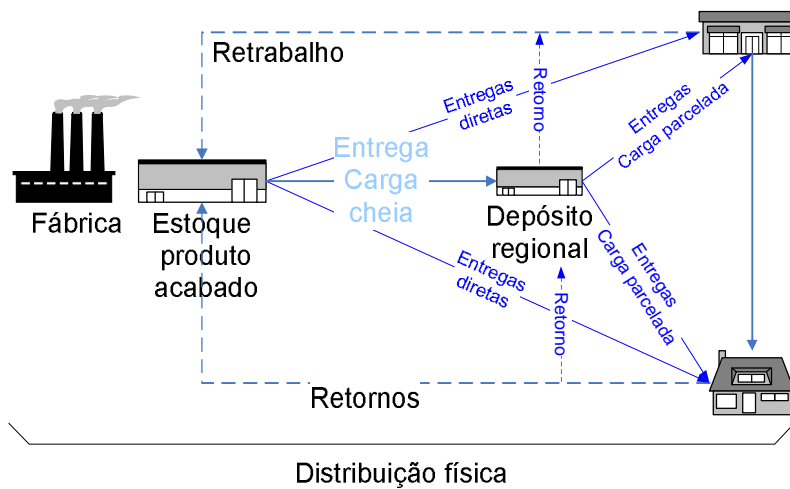 Retrabalho
Retorno
Entregas
diretas
Entregas
Carga parcelada
Entrega
Carga
cheia
Fábrica
Estoque
produto
acabado
Depósito
regional
Entregas
diretas
Retorno
Entregas
Carga parcelada
Retornos
Distribuição física